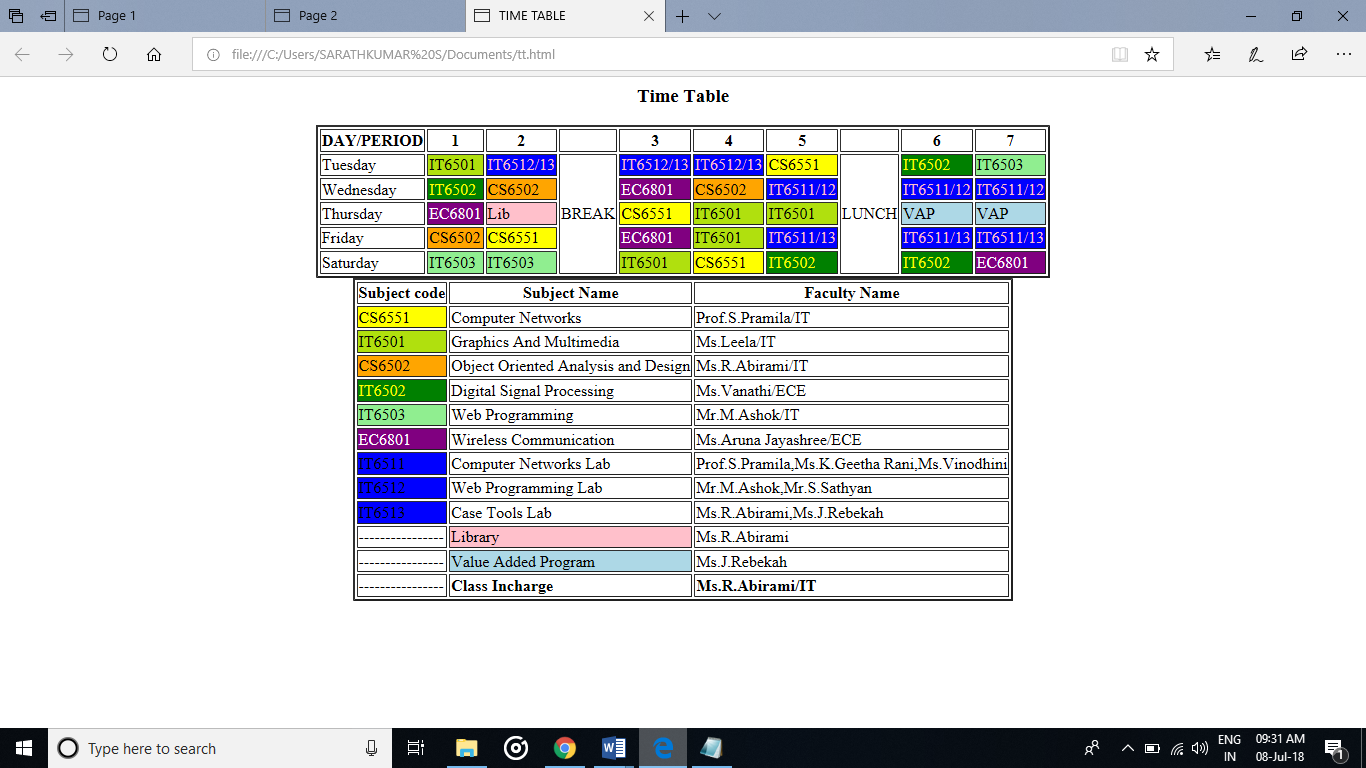 Page 1 Page 2 TIME TABLE
file:///C:/Users/SARATHKUMAR%20S/Documents/tt.html
Time Table
DAY/PERIOD 1 2 3 4 5 6 7
Tuesday IT6501 IT6512/13 IT6512/13 IT6512/13 CS6551 IT6502 IT6503
Wednesday IT6502 CS6502 EC6801 CS6502 IT6511/12 IT6511/12 IT6511/12
Thursday EC6801 Lib BREAK CS6551 IT6501 IT6501 LUNCH VAP VAP
Friday CS6502 CS6551 EC6801 IT6501 IT6511/13 IT6511/13 IT6511/13
Saturday IT6503 IT6503 IT6501 CS6551 IT6502 IT6502 EC6801
Subject code Subject Name Faculty Name
CS6551 Computer Networks Prof.S.Pramila/IT
IT6501 Graphics And Multimedia Ms.Leela/IT
CS6502 Object Oriented Analysis and Design Ms.R.Abirami/IT
IT6502 Digital Signal Processing Ms.Vanathi/ECE
IT6503 Web Programming Mr.M.Ashok/IT
EC6801 Wireless Communication Ms.Aruna Jayashree/ECE
IT6511 Computer Networks Lab Prof.S.Pramila,Ms.K.Geetha Rani,Ms.Vinodhini
IT6512 Web Programming Lab Mr.M.Ashok,Mr.S.Sathyan
IT6513 Case Tools Lab Ms.R.Abirami,Ms.J.Rebekah
---------------- Library Ms.R.Abirami
---------------- Value Added Program Ms.J.Rebekah
---------------- Class Incharge Ms.R.Abirami/IT
Type here to search
ENG 09:31 AM
IN 08-Jul-18 1